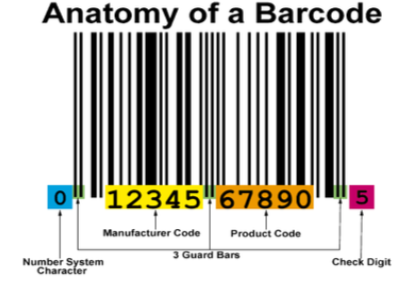 Anatomy of a Barcode
0 12345 67890 5
Manufacturer Code Product Code
3 Guard Bars
Number System
Character
Check Digit